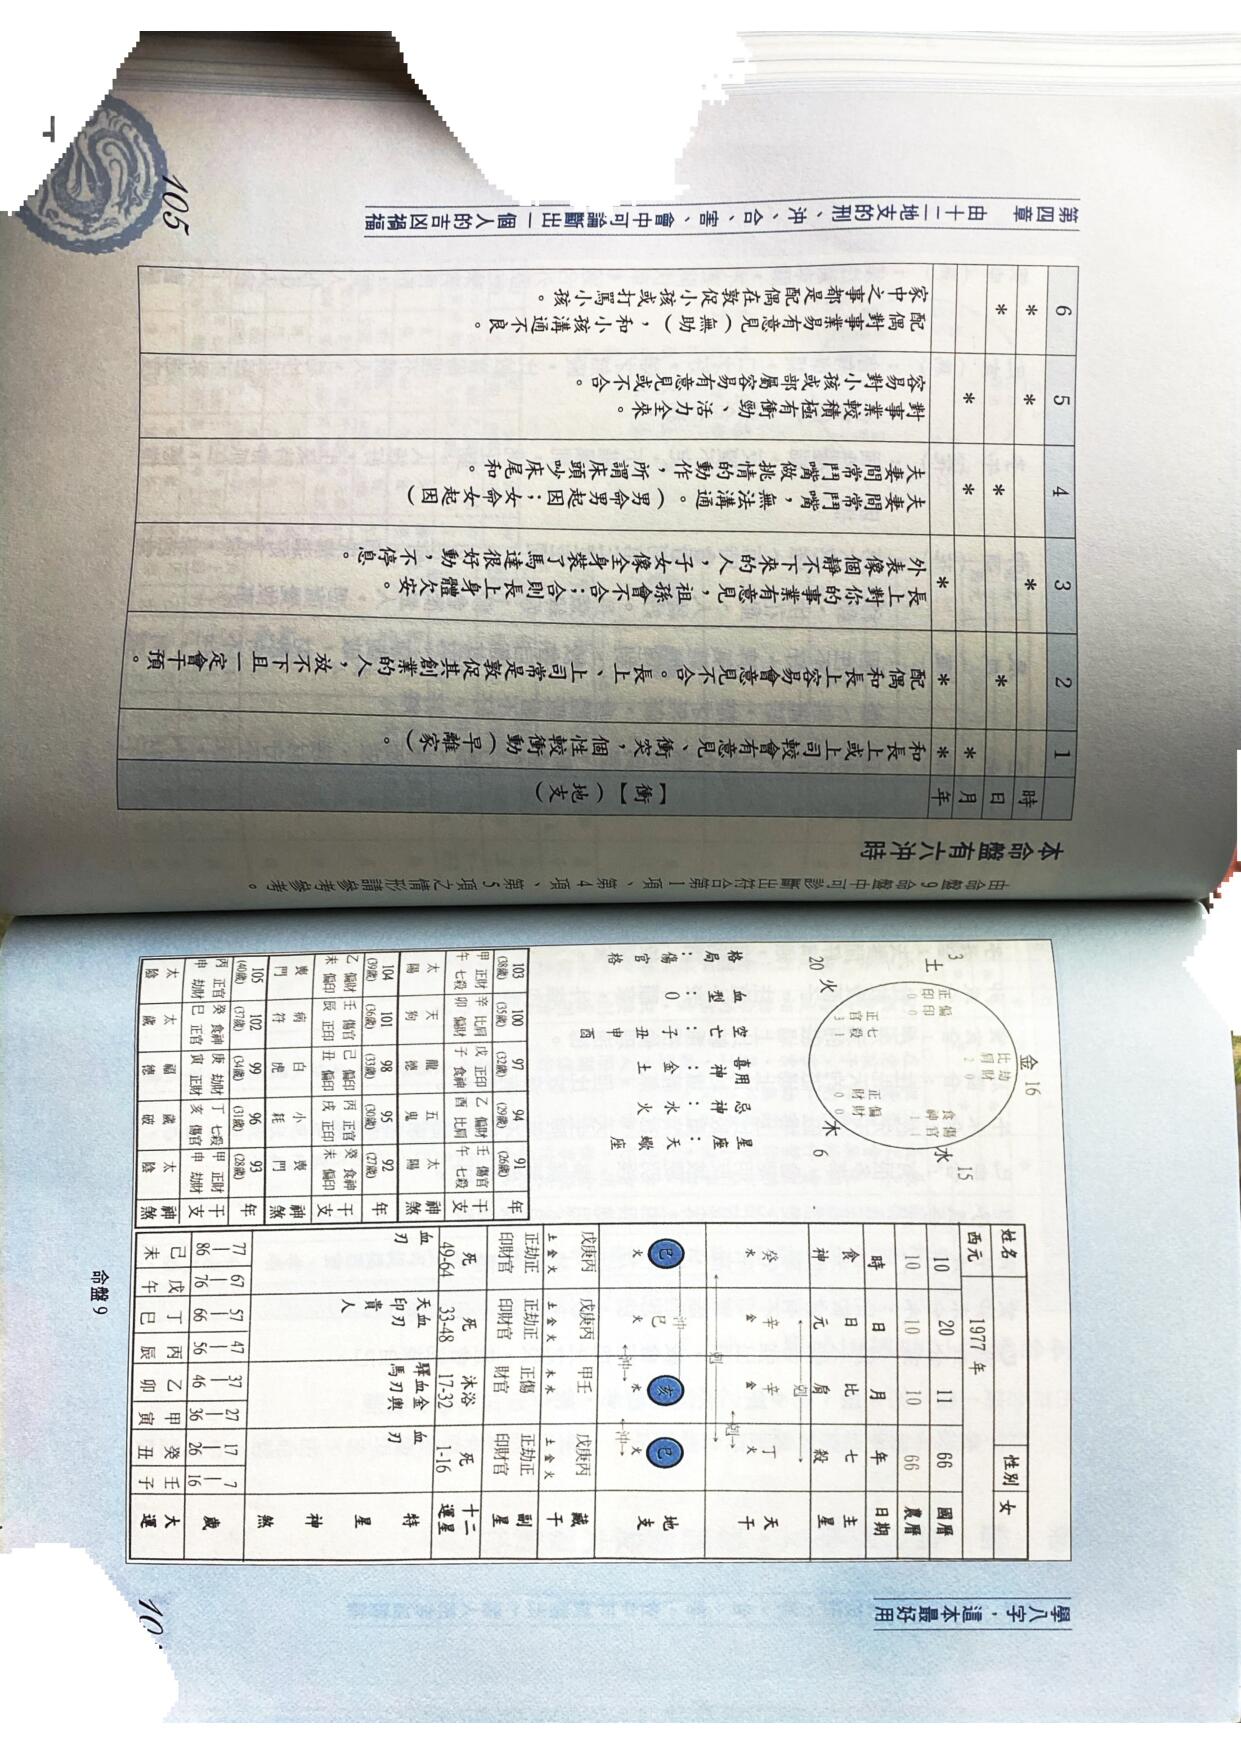 學八字，這本最好用
姓名 性別 女
西元 1977 年
10 20 11 66 國曆
10 10 10 66 農曆
時 日 月 年 日期
食神 日元 比肩 七殺 主星
剋
癸 辛 辛 丁 天干
水 金 金 火
剋
剋
沖
巳 巳 亥 巳 地支
火 火 水 火
沖 沖
戊庚丙 戊庚丙 甲壬 戊庚丙 藏干
土金火 土金火 木水 土金火
正劫正 正劫正 正傷 正劫正 副星
印財官 印財官 財官 印財官
死 死 沐浴 死 十二運星
49-64 33-48 17-32 1-16
血刃 天印貴人 血刃 驛馬 血刃 金輿 血刃 特星神煞
77-86 67-76 57-66 47-56 37-46 27-36 17-26 7-16 歲
己未 戊午 丁巳 丙辰 乙卯 甲寅 癸丑 壬子 大運
金 16
比肩2 劫財0
3 土
正印0 偏印0
食神1 傷官1
15 水
正官3 七殺1
正財0 偏財0
20 火
木 6
星座：天蠍座
忌神：水火
喜用神：金土
空亡：子丑申酉
血型：O
格局：傷官格
103 100 97 94 91 年
(38歲) (35歲) (32歲) (29歲) (26歲)
甲 正財 辛 比肩 戊 正印 乙 偏財 壬 傷官 干支
午 七殺 卯 偏財 子 食神 酉 比肩 午 七殺
太陽 天狗 龍德 五鬼 太陽 神煞
104 101 98 95 92 年
(39歲) (36歲) (33歲) (30歲) (27歲)
乙 偏財 壬 傷官 己 偏印 丙 正官 癸 食神 干支
未 偏印 辰 正印 丑 偏印 戌 正印 未 偏印
喪門 病符 白虎 小耗 喪門 神煞
105 102 99 96 93 年
(40歲) (37歲) (34歲) (31歲) (28歲)
丙 正官 癸 食神 庚 劫財 丁 七殺 甲 正財 干支
申 劫財 巳 正官 寅 正財 亥 傷官 申 劫財
太陰 太歲 福德 歲破 太陰 神煞
命盤 9
由命盤9命盤中可診斷出符合第1項、第4項、第5項之情形請參考參考。
本命盤有六沖時
時 日 月 年 【衝】（地支）
1 * * 和長上或上司較會有意見、衝突，個性較衝動（早離家）。
2 * * 配偶和長上容易會意見不合。長上、上司常是敦促其創業的人，放不下且一定會干預。
3 * * 長上對你的事業有意見，祖孫會不合；合則長上身體欠安。
外表像個靜不下來的人，子女像全身裝了馬達很好動，不停息。
4 * * 夫妻間常鬥嘴，無法溝通。（男命男起因；女命女起因）
夫妻間常鬥嘴做挑情的動作，所謂床頭吵床尾和。
5 * * 對事業較積極有衝勁、活力全來。
容易對小孩或部屬容易有意見或不合。
6 * * 配偶對事業易有意見（無助），和小孩溝通不良。
家中之事都是配偶在敦促小孩或打罵小孩。
第四章 由十二地支的刑、沖、合、害、會中可論斷出一個人的吉凶禍福
105